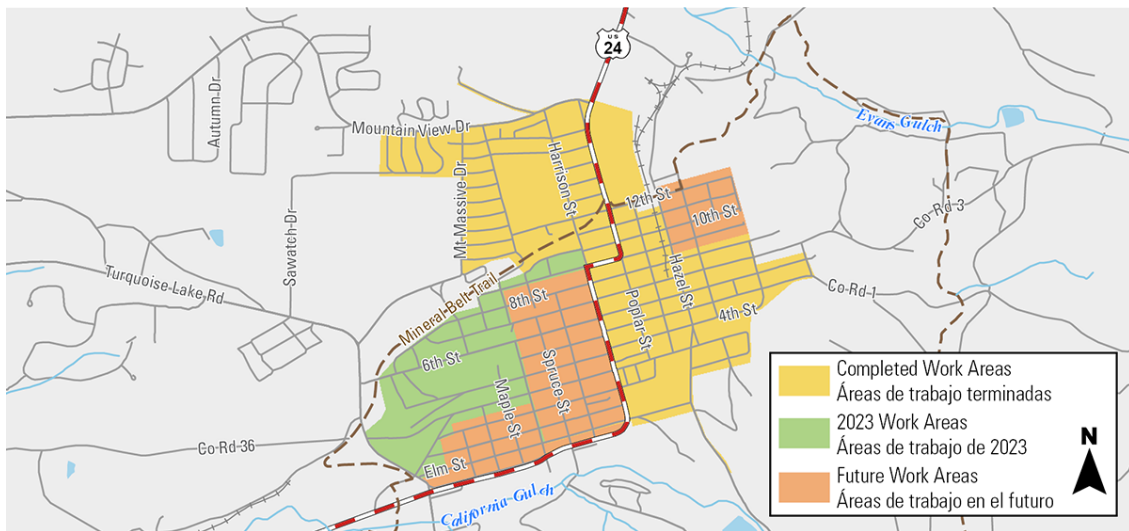 U S
24
Autumn-Dr
Mountain View Dr
Evans Gulch
Harrison St
Mt-Massive-Dr
12th St
10th St
Co-Rd 3
Sawatch-Dr
Turquoise-Lake Rd
Mineral-Belt-Trail
Hazel St
8th St
Co Rd-1
Poplar-St
4th St
6th St
Spruce St
Maple St
Co-Rd-36
Elm St
California Gulch
Completed Work Areas
Áreas de trabajo terminadas
2023 Work Areas
Áreas de trabajo de 2023
Future Work Areas
Áreas de trabajo en el futuro
N